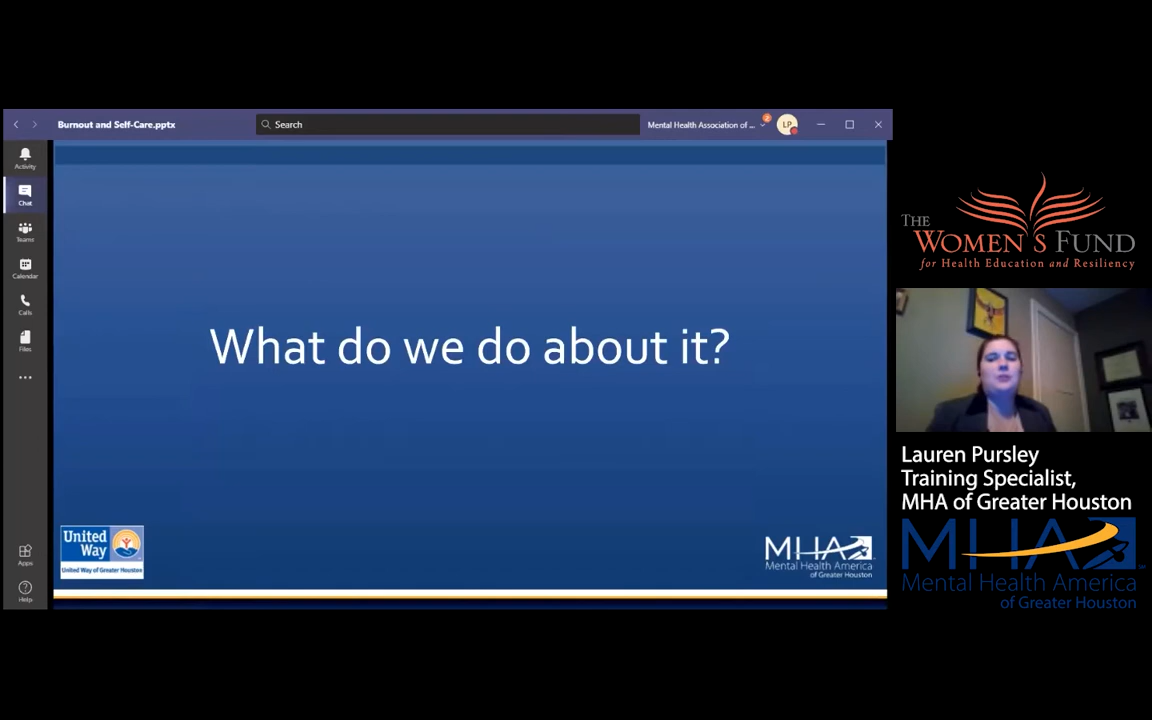 Burnout and Self-Care.pptx
Search
Mental Health Association of ...
2
LP
Activity
Chat
Teams
Calendar
Calls
Files
Apps
Help
What do we do about it?
United
Way
United Way of Greater Houston
MHA
Mental Health America
of Greater Houston
THE
WOMEN'S FUND
for Health Education and Resiliency
Lauren Pursley
Training Specialist,
MHA of Greater Houston
MHA
Mental Health America
of Greater Houston